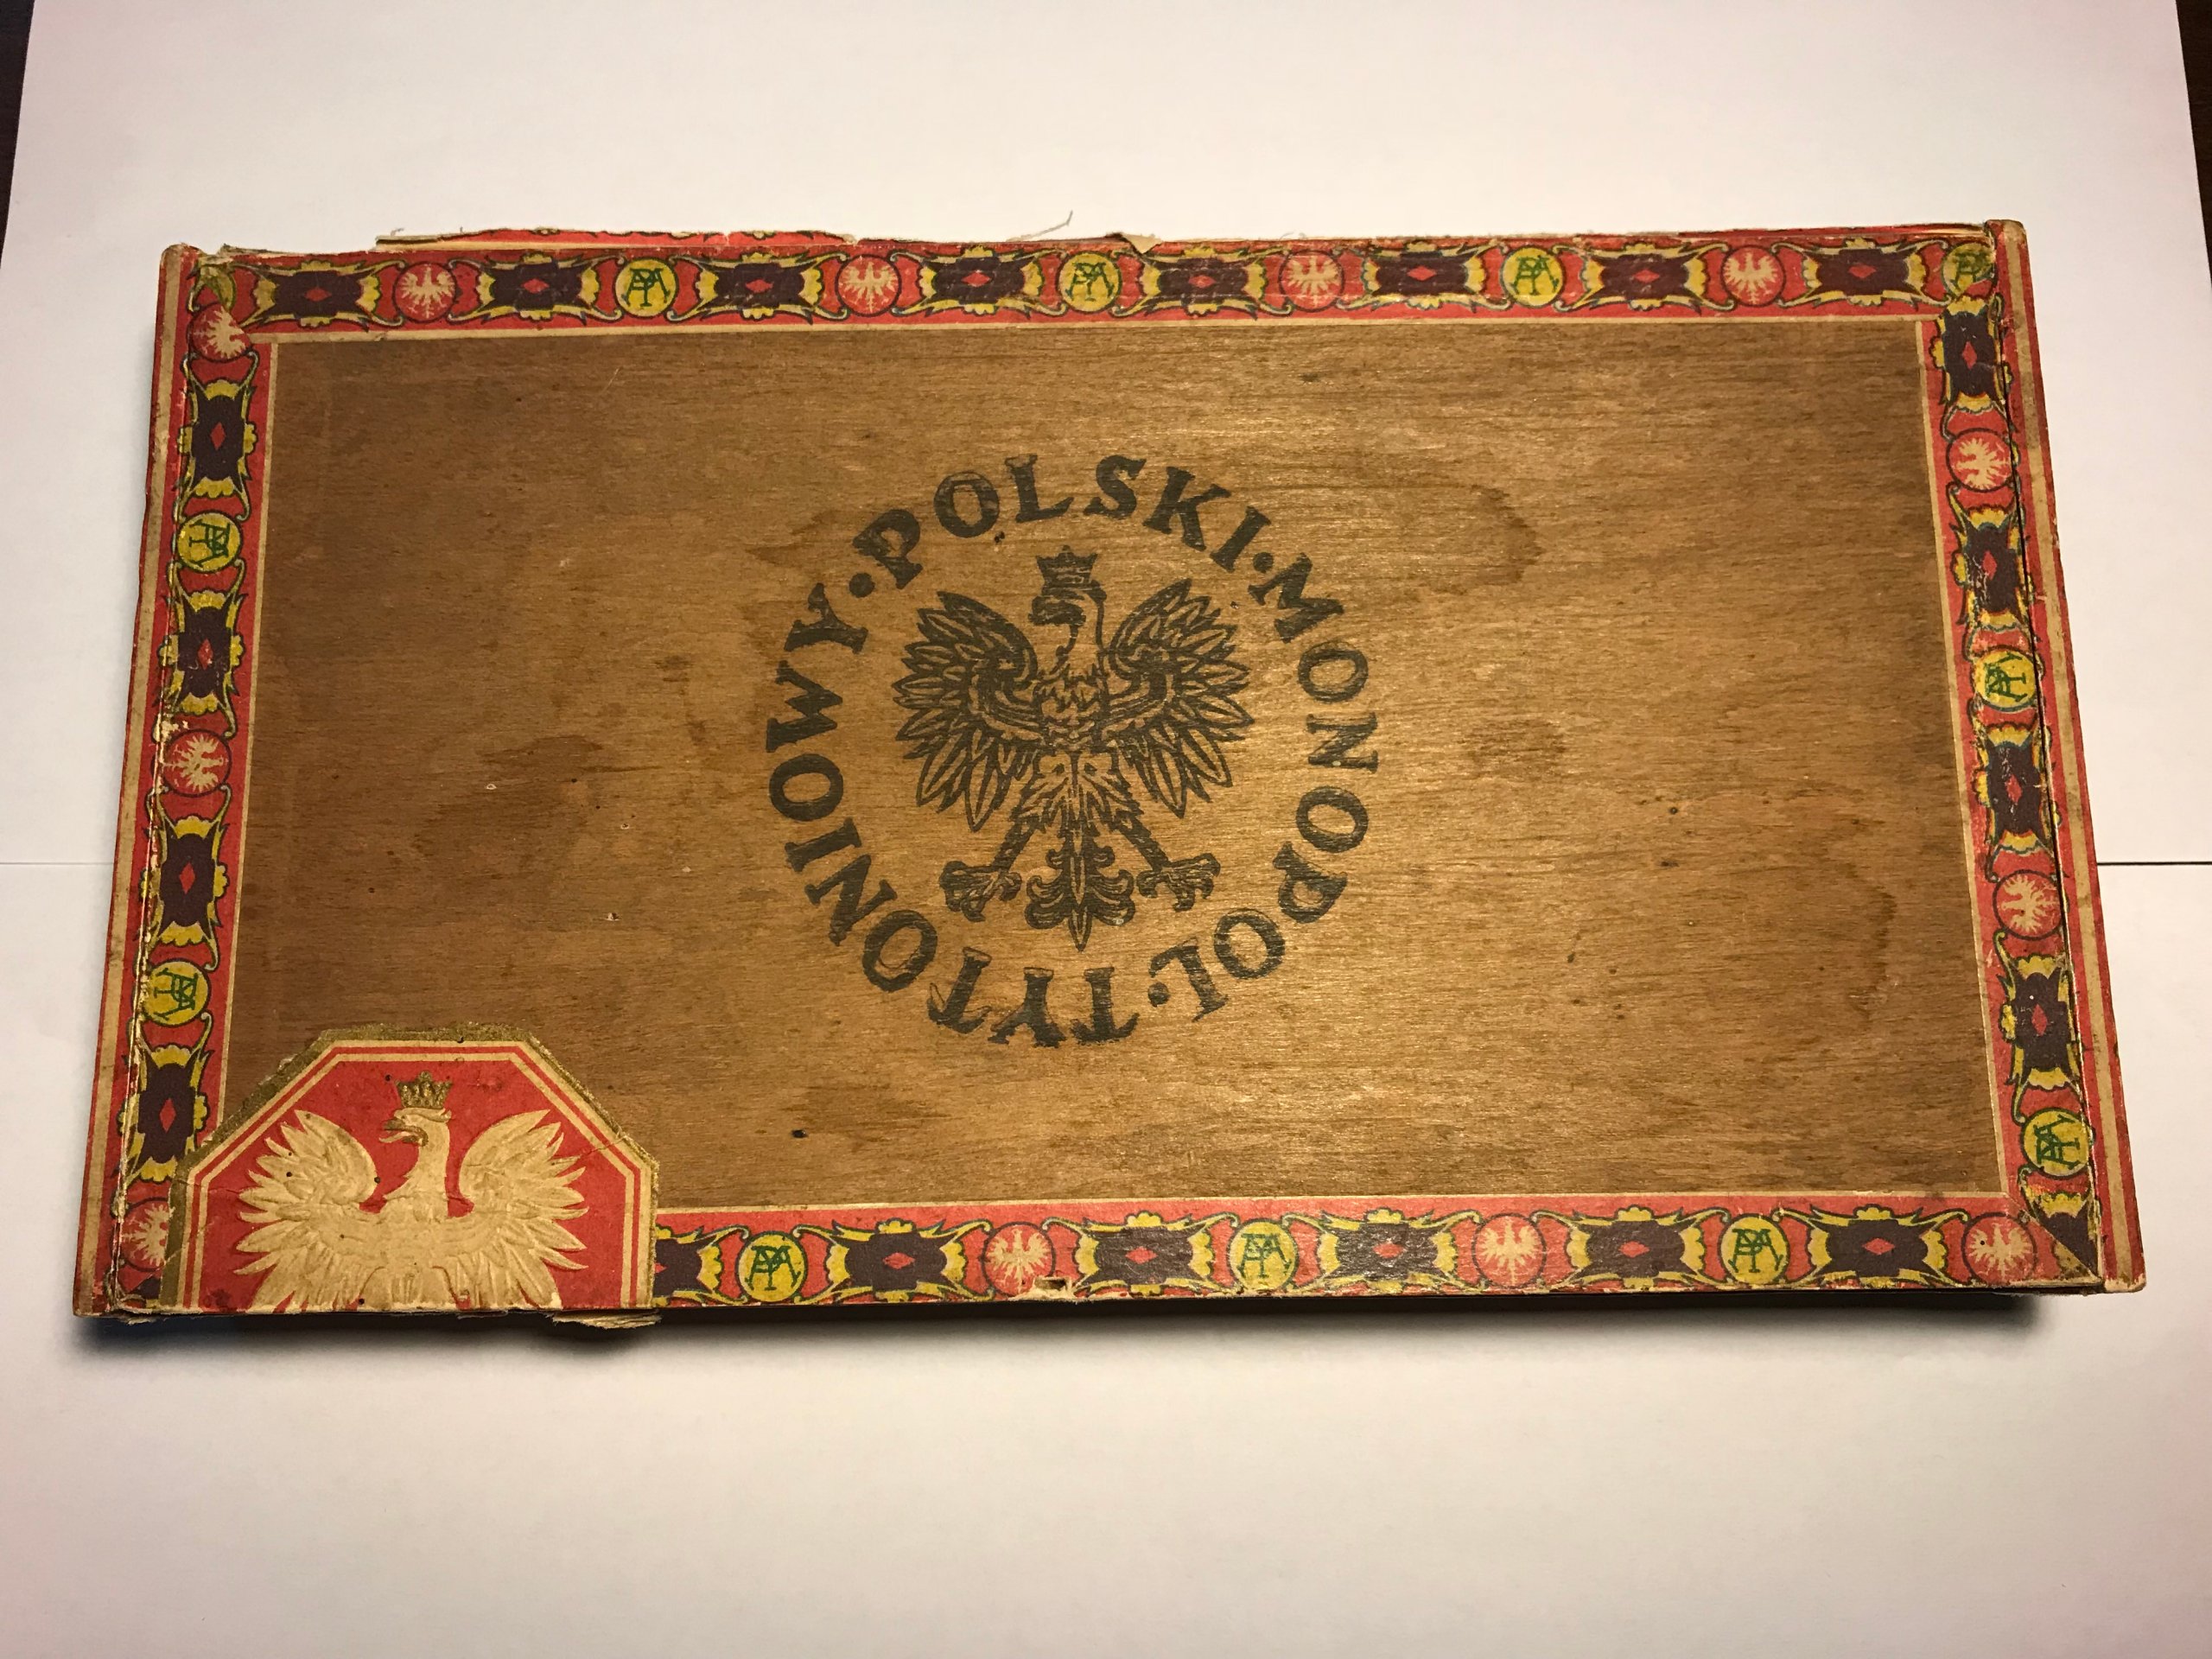 POLSKI · MONOPOL · TYTONIOWY ·